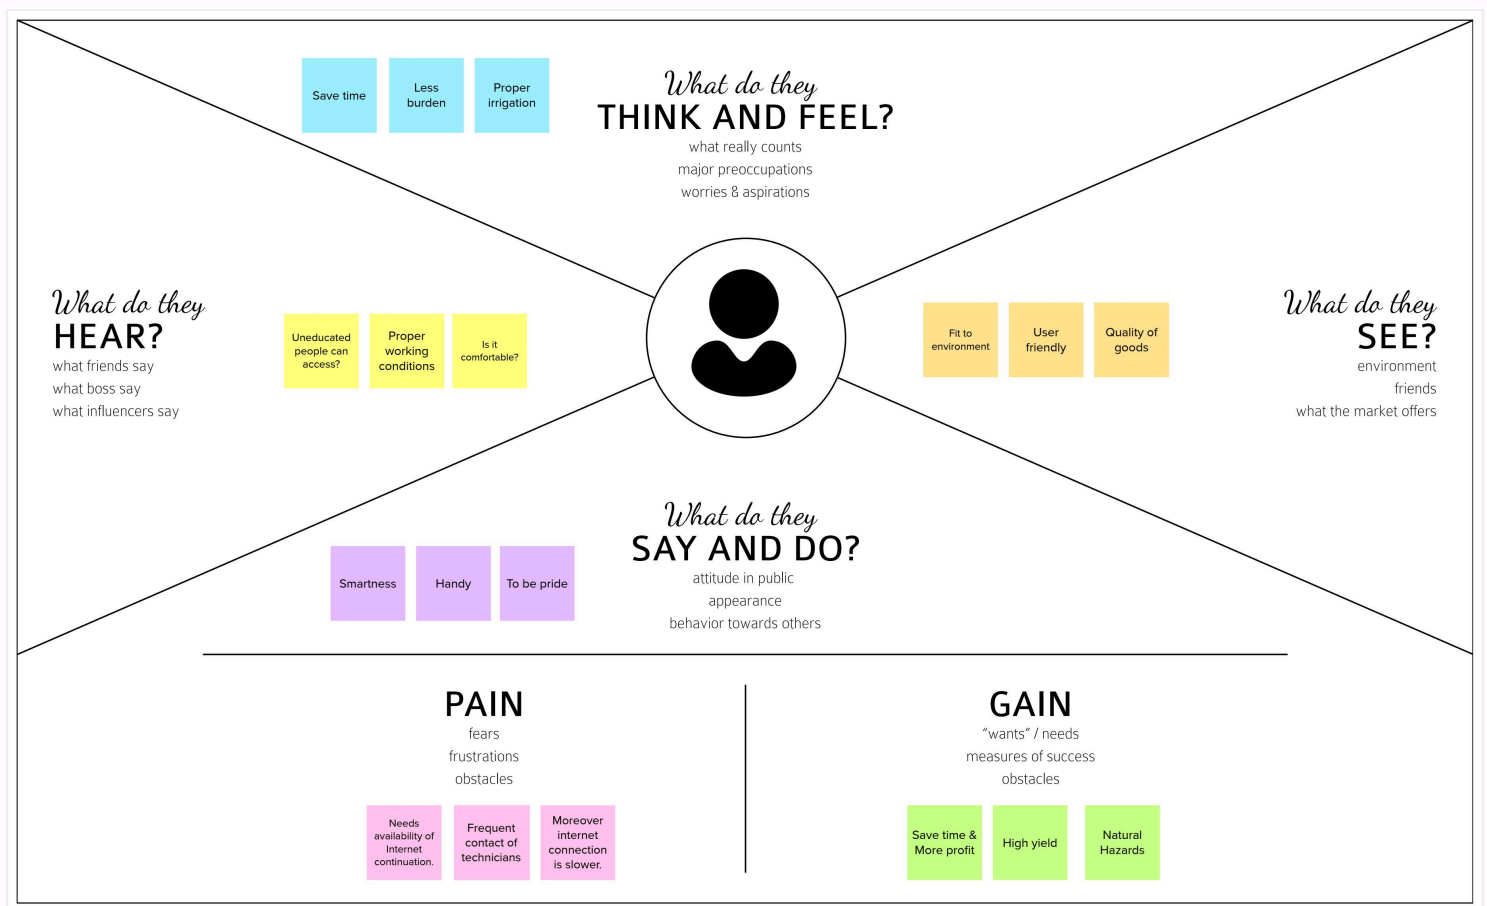 Save time
Less
burden
Proper
irrigation
What do they
THINK AND FEEL?
what really counts
major preoccupations
worries & aspirations
What do they
HEAR?
what friends say
what boss say
what influencers say
Uneducated
people can
access?
Proper
working
conditions
Is it
comfortable?
Fit to
environment
User
friendly
Quality of
goods
What do they
SEE?
environment
friends
what the market offers
What do they
SAY AND DO?
attitude in public
appearance
behavior towards others
Smartness
Handy
To be pride
PAIN
fears
frustrations
obstacles
Needs
availability of
Internet
continuation.
Frequent
contact of
technicians
Moreover
internet
connection
is slower.
GAIN
“wants” / needs
measures of success
obstacles
Save time &
More profit
High yield
Natural
Hazards